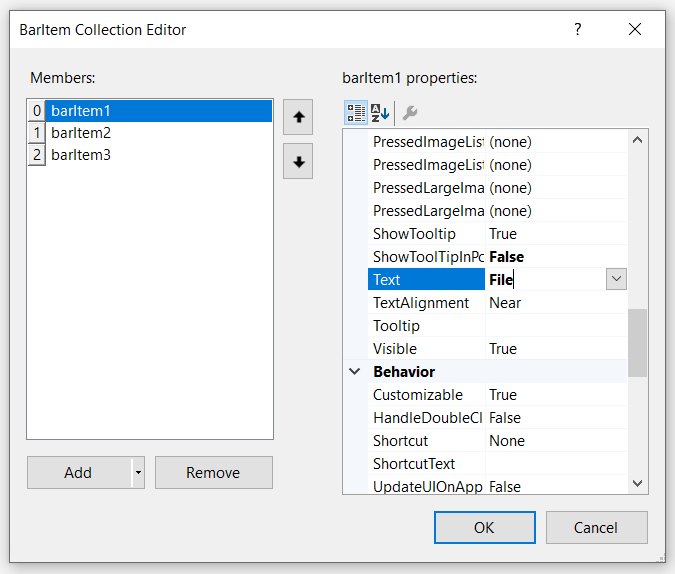 BarItem Collection Editor ? ×
Members:
0 barItem1
1 barItem2
2 barItem3
Add
Remove
barItem1 properties:
PressedImageList (none)
PressedImageList (none)
PressedLargeIma (none)
PressedLargeIma (none)
ShowTooltip True
ShowToolTipInPo False
Text File
TextAlignment Near
Tooltip
Visible True
Behavior
Customizable True
HandleDoubleCl False
Shortcut None
ShortcutText
UpdateUIOnApp False
OK
Cancel